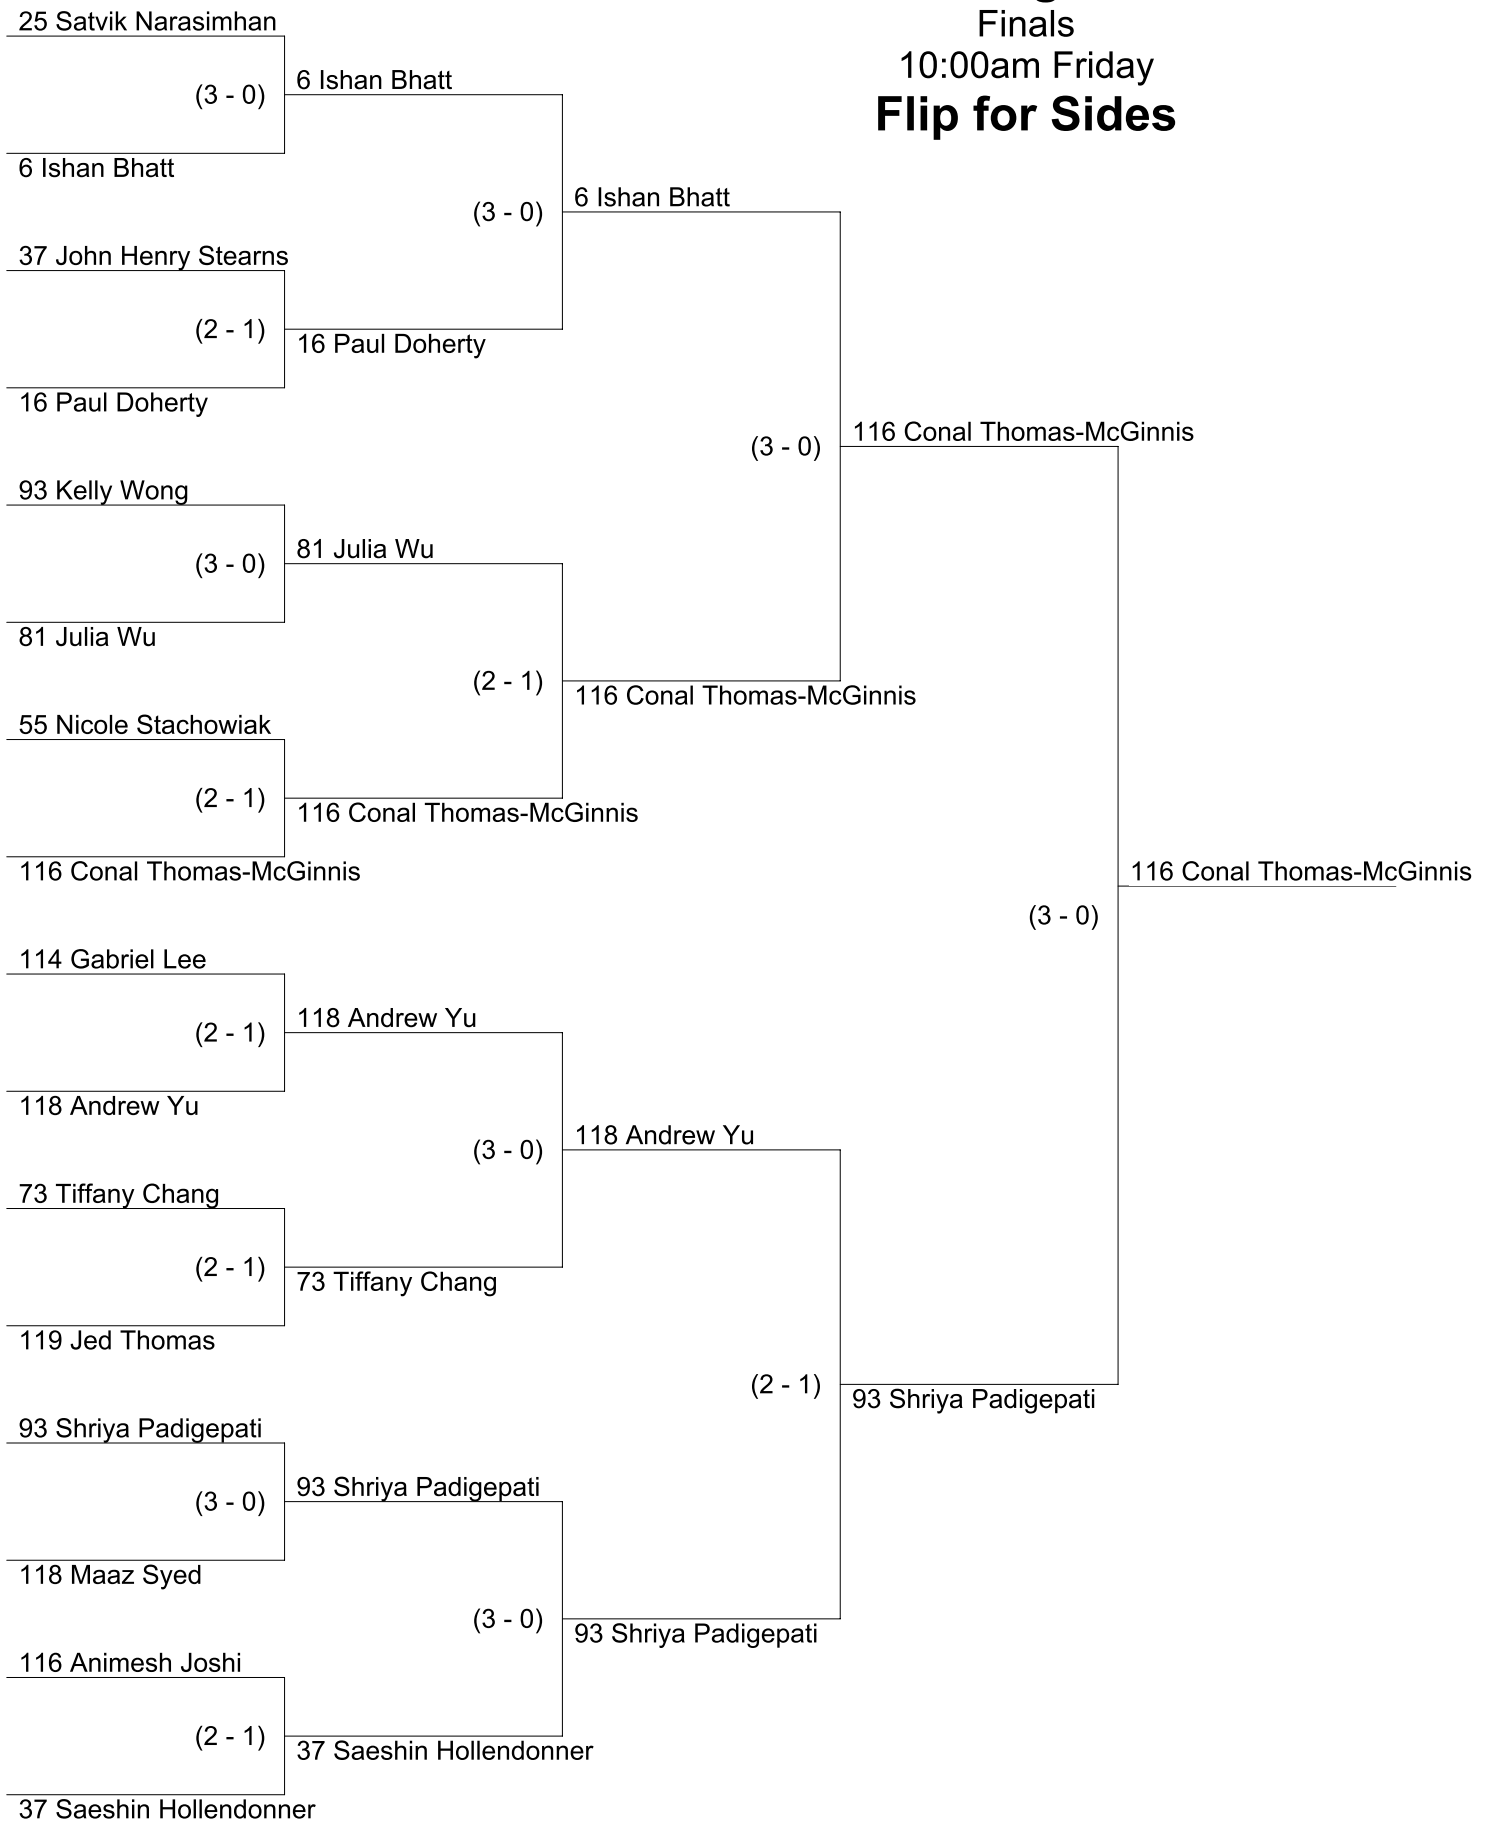 Finals
10:00am Friday
Flip for Sides
25 Satvik Narasimhan
(3 - 0)
6 Ishan Bhatt
6 Ishan Bhatt
(3 - 0)
6 Ishan Bhatt
37 John Henry Stearns
(2 - 1)
16 Paul Doherty
16 Paul Doherty
(3 - 0)
116 Conal Thomas-McGinnis
93 Kelly Wong
(3 - 0)
81 Julia Wu
81 Julia Wu
(2 - 1)
116 Conal Thomas-McGinnis
55 Nicole Stachowiak
(2 - 1)
116 Conal Thomas-McGinnis
116 Conal Thomas-McGinnis
(3 - 0)
116 Conal Thomas-McGinnis
114 Gabriel Lee
(2 - 1)
118 Andrew Yu
118 Andrew Yu
(3 - 0)
118 Andrew Yu
73 Tiffany Chang
(2 - 1)
73 Tiffany Chang
119 Jed Thomas
(2 - 1)
93 Shriya Padigepati
93 Shriya Padigepati
(3 - 0)
93 Shriya Padigepati
118 Maaz Syed
(3 - 0)
93 Shriya Padigepati
116 Animesh Joshi
(2 - 1)
37 Saeshin Hollendonner
37 Saeshin Hollendonner